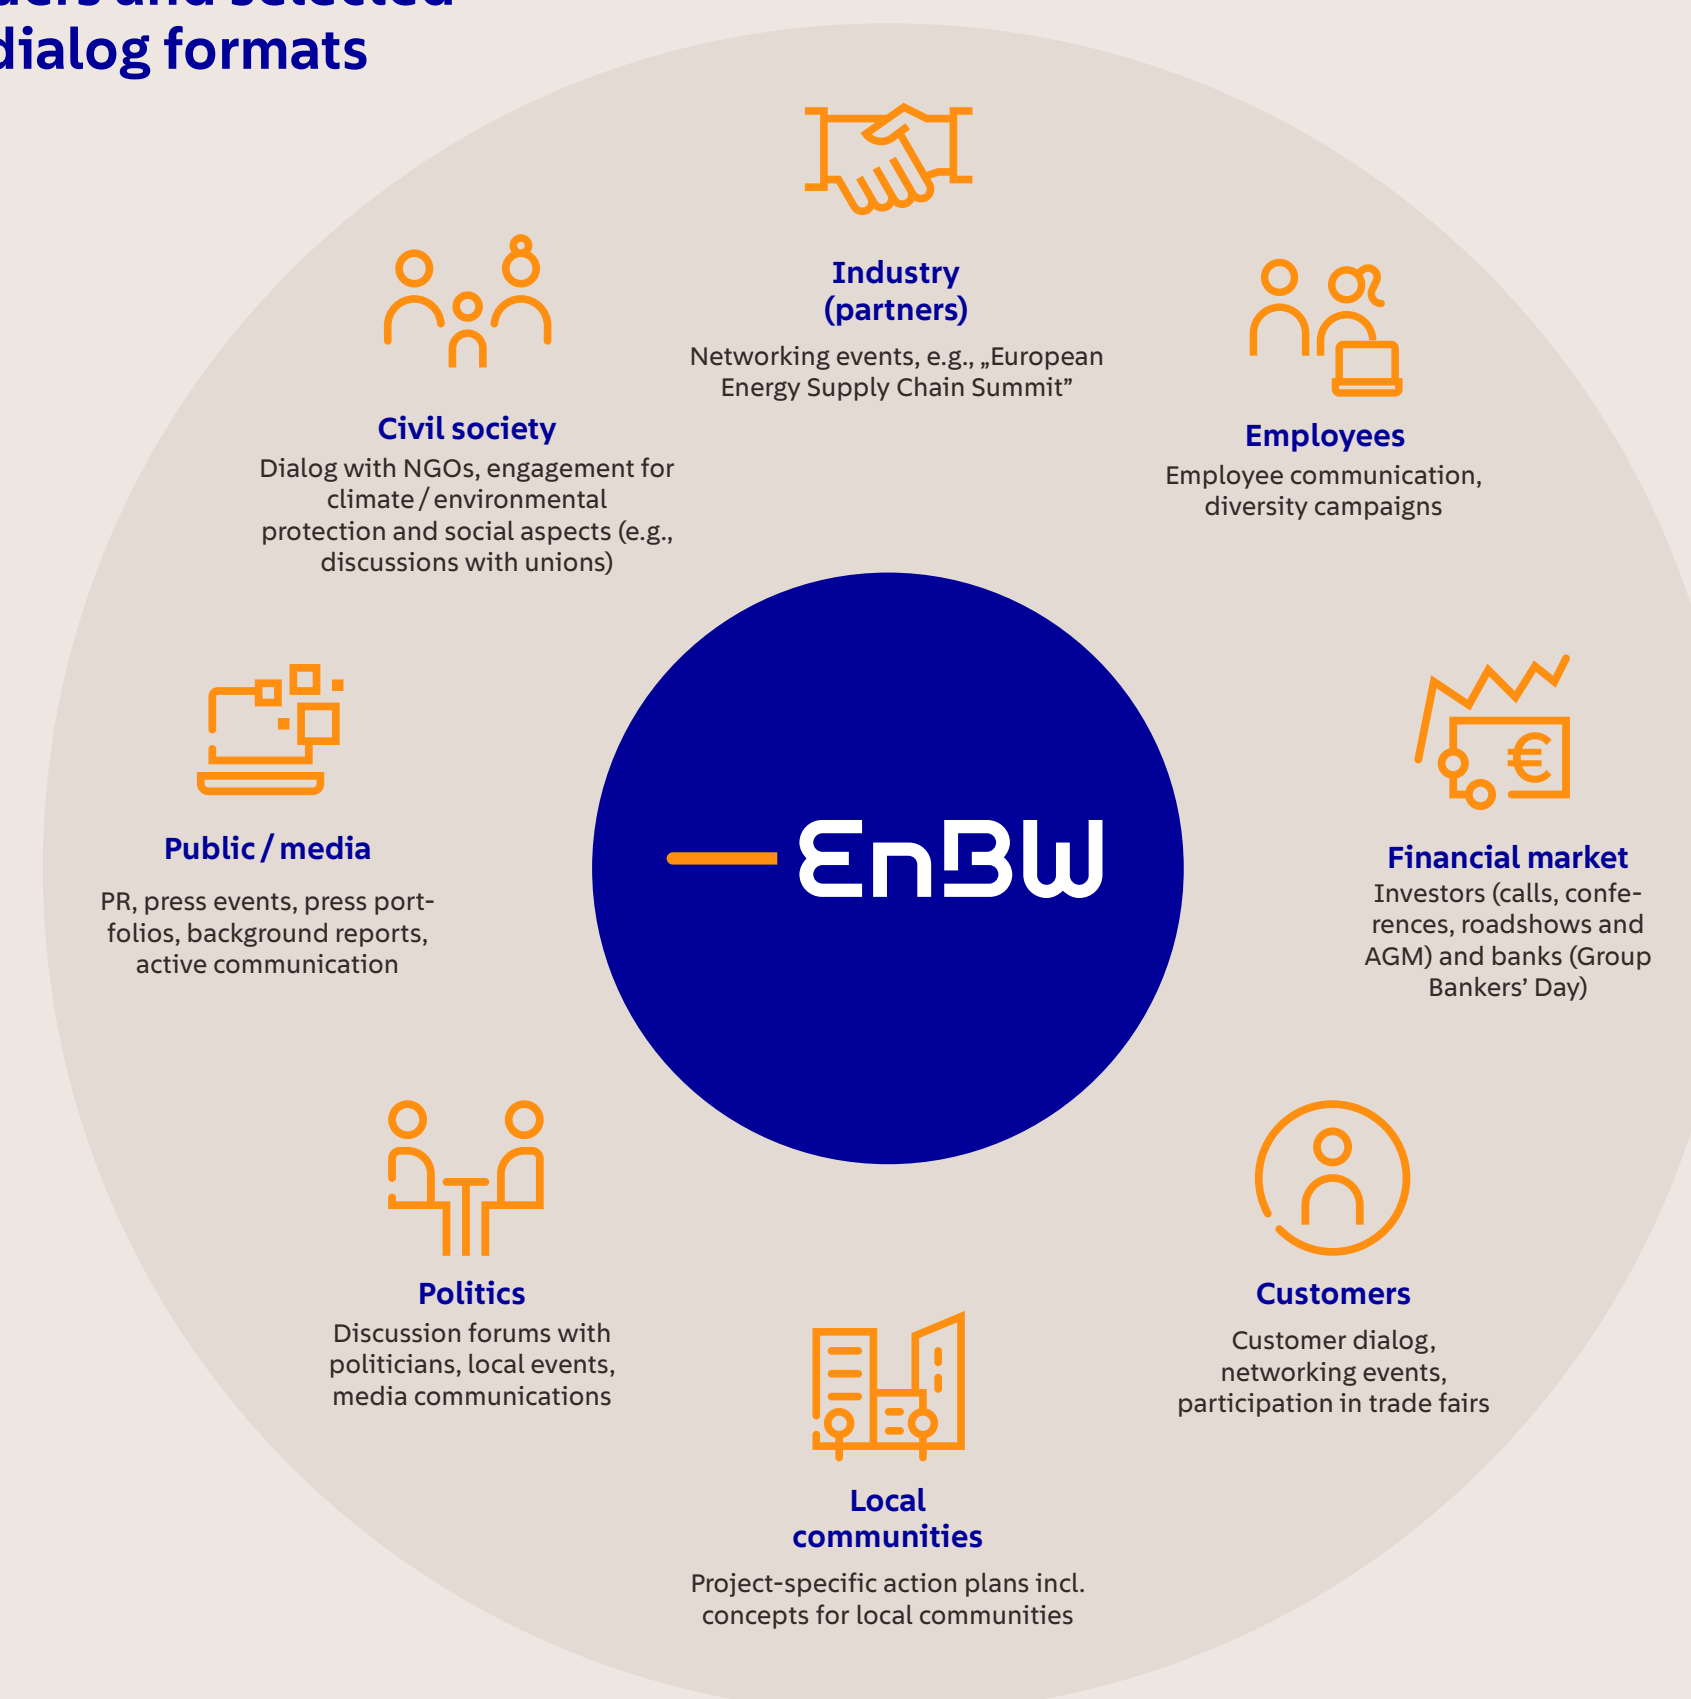 and selected
dialog formats
Industry
(partners)
Networking events, e.g., „European
Energy Supply Chain Summit”
Civil society
Dialog with NGOs, engagement for
climate / environmental
protection and social aspects (e.g.,
discussions with unions)
Employees
Employee communication,
diversity campaigns
Public / media
PR, press events, press port-
folios, background reports,
active communication
EnBW
€
Financial market
Investors (calls, confe-
rences, roadshows and
AGM) and banks (Group
Bankers’ Day)
Politics
Discussion forums with
politicians, local events,
media communications
Customers
Customer dialog,
networking events,
participation in trade fairs
Local
communities
Project-specific action plans incl.
concepts for local communities